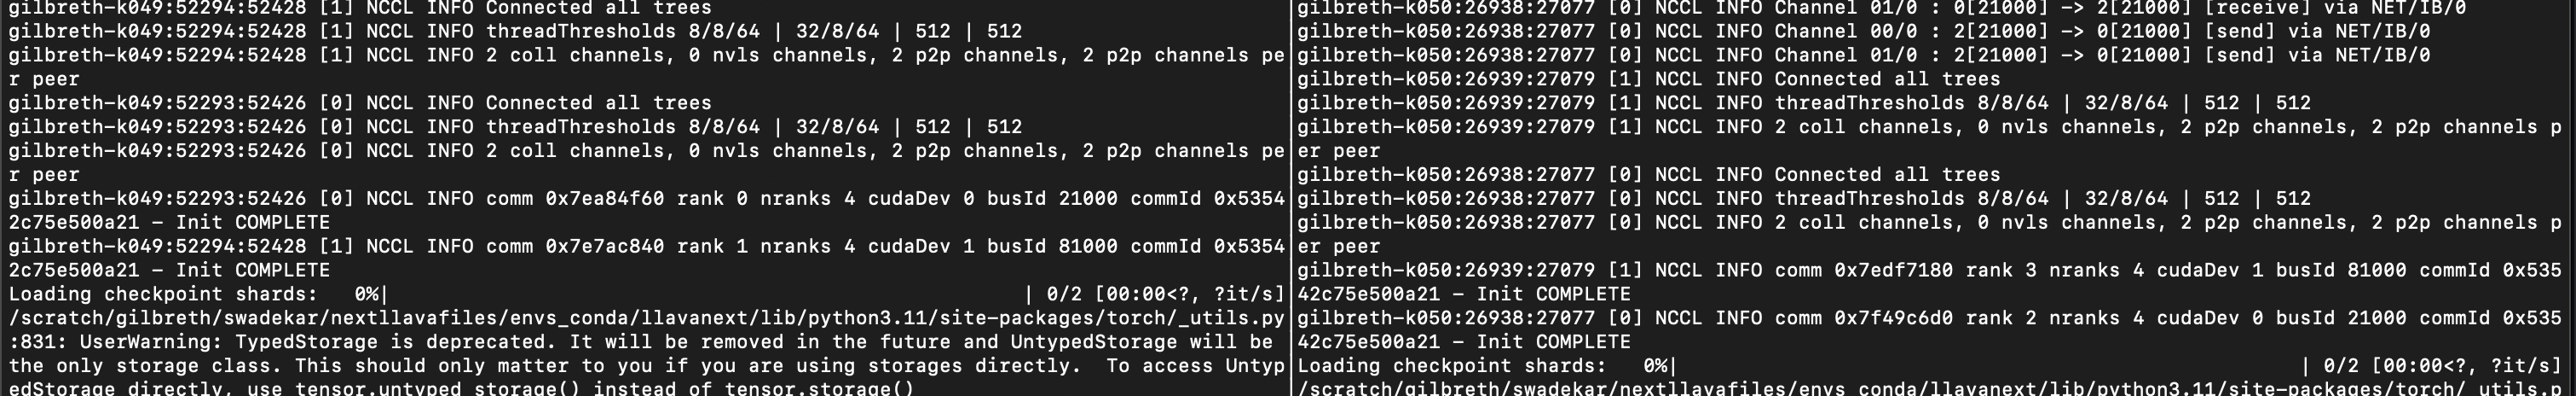 gilbreth-k049:52294:52428 [1] NCCL INFO Connected all trees
gilbreth-k049:52294:52428 [1] NCCL INFO threadThresholds 8/8/64 | 32/8/64 | 512 | 512
gilbreth-k049:52294:52428 [1] NCCL INFO 2 coll channels, 0 nvls channels, 2 p2p channels, 2 p2p channels pe
r peer
gilbreth-k049:52293:52426 [0] NCCL INFO Connected all trees
gilbreth-k049:52293:52426 [0] NCCL INFO threadThresholds 8/8/64 | 32/8/64 | 512 | 512
gilbreth-k049:52293:52426 [0] NCCL INFO 2 coll channels, 0 nvls channels, 2 p2p channels, 2 p2p channels pe
r peer
gilbreth-k049:52293:52426 [0] NCCL INFO comm 0x7ea84f60 rank 0 nranks 4 cudaDev 0 busId 21000 commId 0x5354
2c75e500a21 - Init COMPLETE
gilbreth-k049:52294:52428 [1] NCCL INFO comm 0x7e7ac840 rank 1 nranks 4 cudaDev 1 busId 81000 commId 0x5354
2c75e500a21 - Init COMPLETE
Loading checkpoint shards:   0%|          | 0/2 [00:00<?, ?it/s]
/scratch/gilbreth/swadekar/nextllavafiles/envs_conda/llavanext/lib/python3.11/site-packages/torch/_utils.py
:831: UserWarning: TypedStorage is deprecated. It will be removed in the future and UntypedStorage will be
the only storage class. This should only matter to you if you are using storages directly.  To access Untyp
edStorage directly, use tensor.untyped_storage() instead of tensor.storage()
gilbreth-k050:26938:27077 [0] NCCL INFO Channel 01/0 : 0[21000] -> 2[21000] [receive] via NET/IB/0
gilbreth-k050:26938:27077 [0] NCCL INFO Channel 00/0 : 2[21000] -> 0[21000] [send] via NET/IB/0
gilbreth-k050:26938:27077 [0] NCCL INFO Channel 01/0 : 2[21000] -> 0[21000] [send] via NET/IB/0
gilbreth-k050:26939:27079 [1] NCCL INFO Connected all trees
gilbreth-k050:26939:27079 [1] NCCL INFO threadThresholds 8/8/64 | 32/8/64 | 512 | 512
gilbreth-k050:26939:27079 [1] NCCL INFO 2 coll channels, 0 nvls channels, 2 p2p channels, 2 p2p channels p
er peer
gilbreth-k050:26938:27077 [0] NCCL INFO Connected all trees
gilbreth-k050:26938:27077 [0] NCCL INFO threadThresholds 8/8/64 | 32/8/64 | 512 | 512
gilbreth-k050:26938:27077 [0] NCCL INFO 2 coll channels, 0 nvls channels, 2 p2p channels, 2 p2p channels p
er peer
gilbreth-k050:26939:27079 [1] NCCL INFO comm 0x7edf7180 rank 3 nranks 4 cudaDev 1 busId 81000 commId 0x535
42c75e500a21 - Init COMPLETE
gilbreth-k050:26938:27077 [0] NCCL INFO comm 0x7f49c6d0 rank 2 nranks 4 cudaDev 0 busId 21000 commId 0x535
42c75e500a21 - Init COMPLETE
Loading checkpoint shards:   0%|          | 0/2 [00:00<?, ?it/s]
/scratch/gilbreth/swadekar/nextllavafiles/envs_conda/llavanext/lib/python3.11/site-packages/torch/_utils.p